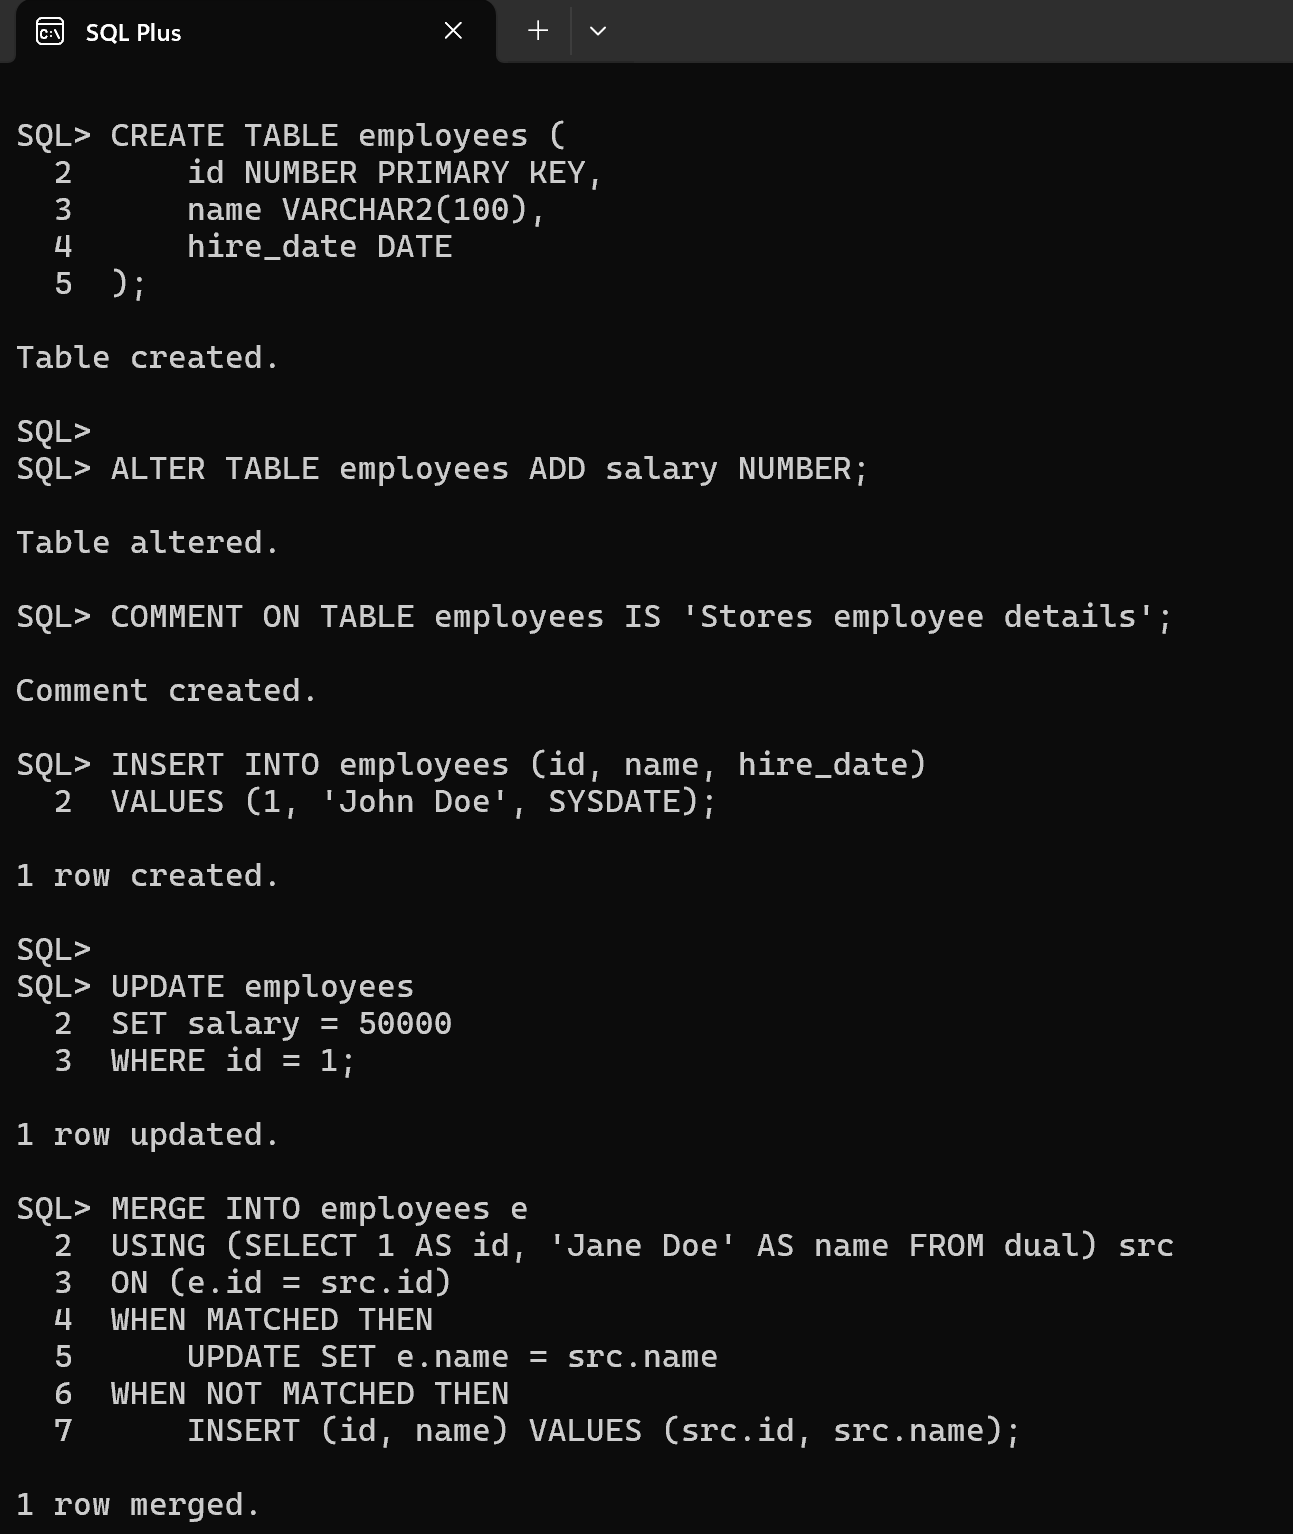 SQL Plus
SQL> CREATE TABLE employees (
  2      id NUMBER PRIMARY KEY,
  3      name VARCHAR2(100),
  4      hire_date DATE
  5  );
Table created.
SQL>
SQL> ALTER TABLE employees ADD salary NUMBER;
Table altered.
SQL> COMMENT ON TABLE employees IS 'Stores employee details';
Comment created.
SQL> INSERT INTO employees (id, name, hire_date)
  2  VALUES (1, 'John Doe', SYSDATE);
1 row created.
SQL>
SQL> UPDATE employees
  2  SET salary = 50000
  3  WHERE id = 1;
1 row updated.
SQL> MERGE INTO employees e
  2  USING (SELECT 1 AS id, 'Jane Doe' AS name FROM dual) src
  3  ON (e.id = src.id)
  4  WHEN MATCHED THEN
  5      UPDATE SET e.name = src.name
  6  WHEN NOT MATCHED THEN
  7      INSERT (id, name) VALUES (src.id, src.name);
1 row merged.